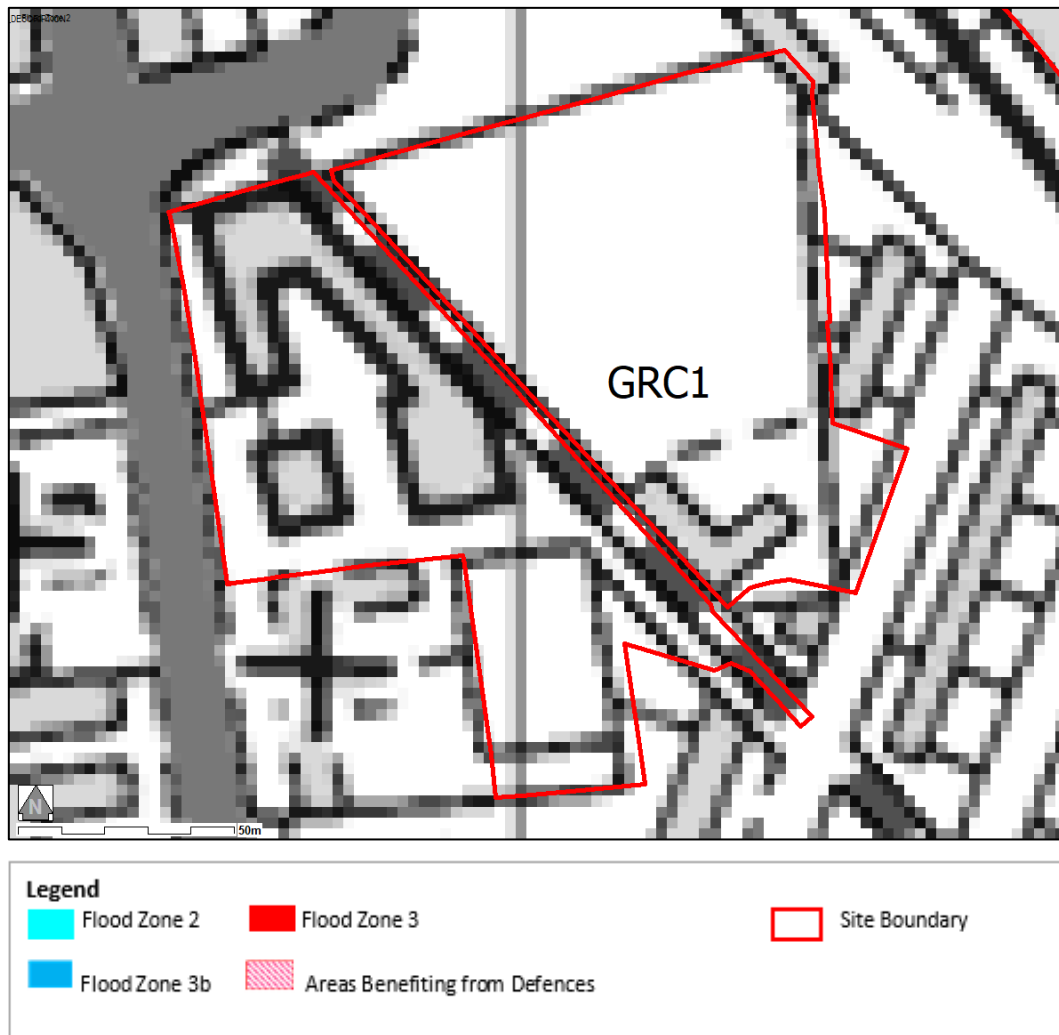 GRC1
N
50m
Legend
Flood Zone 2 Flood Zone 3 Site Boundary
Flood Zone 3b Areas Benefiting from Defences